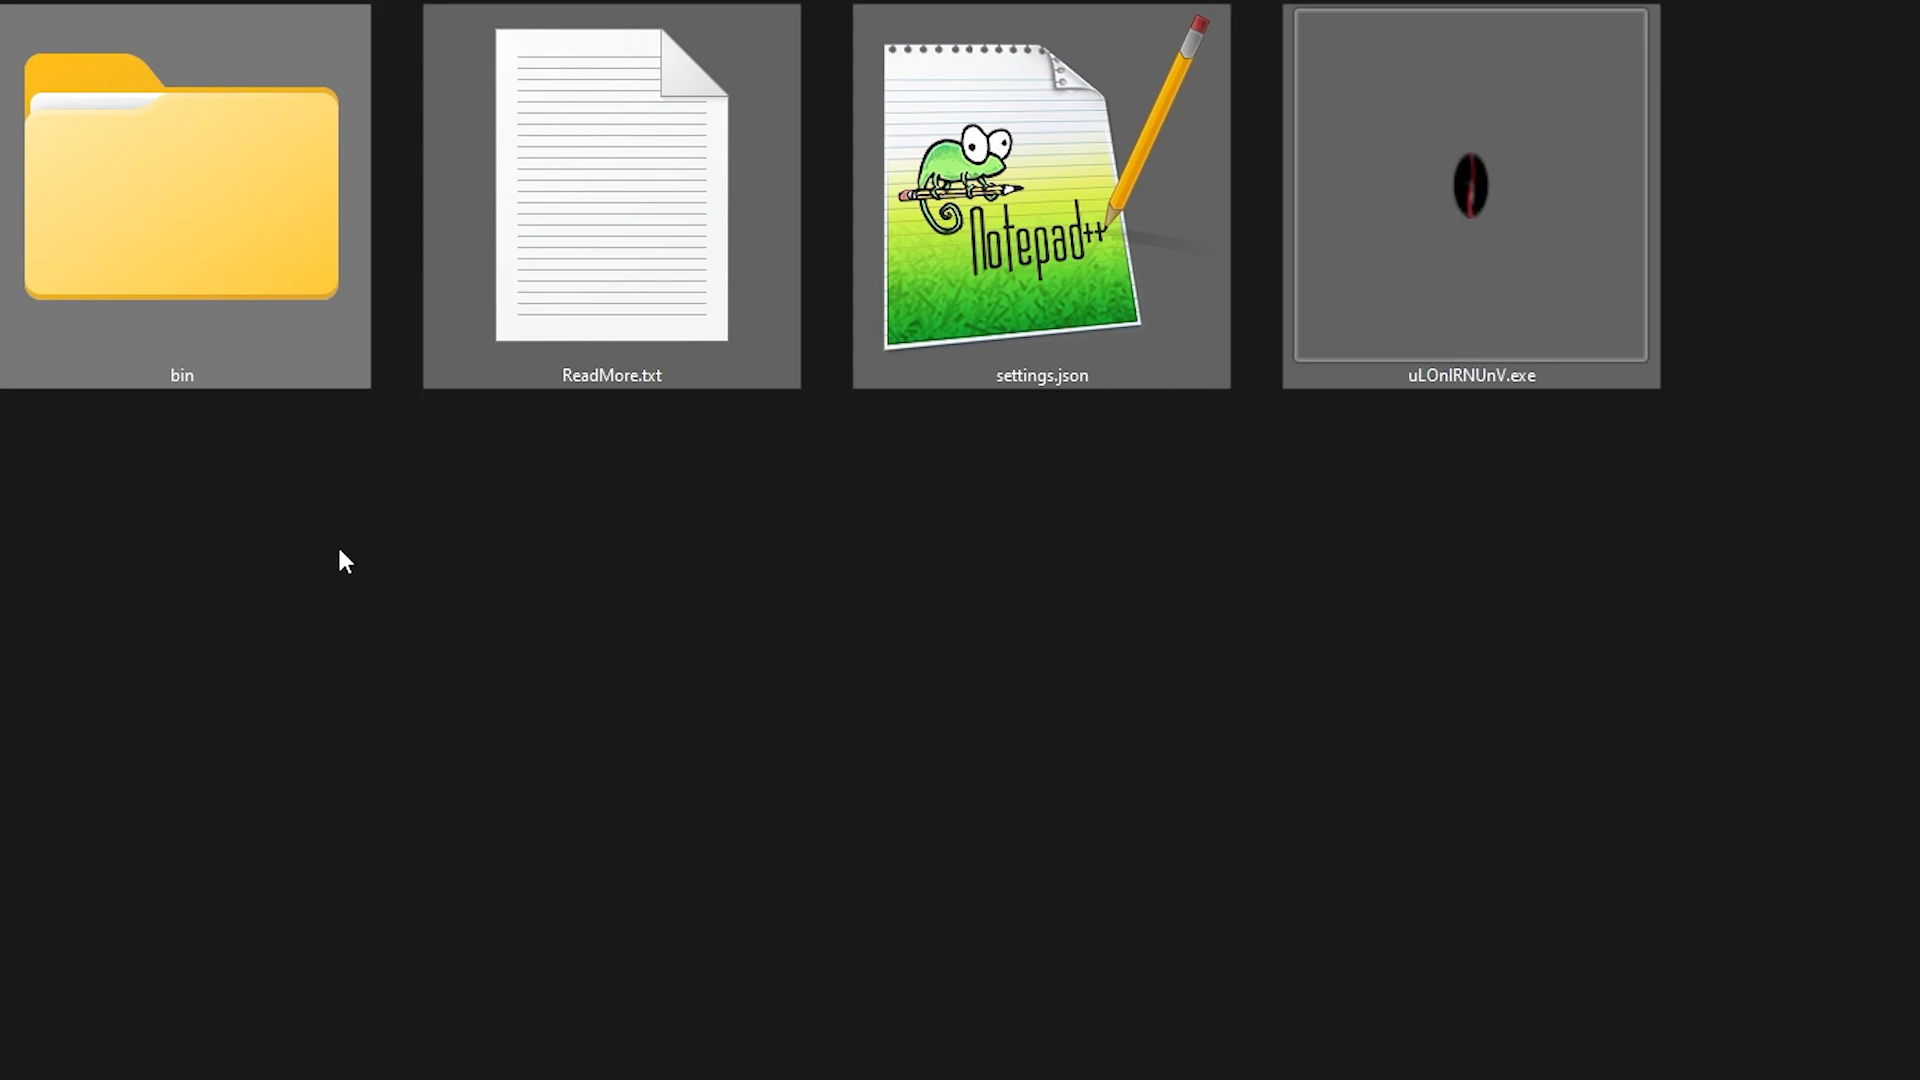 Notepad++
bin
ReadMore.txt
settings.json
uLOnIRNUnV.exe